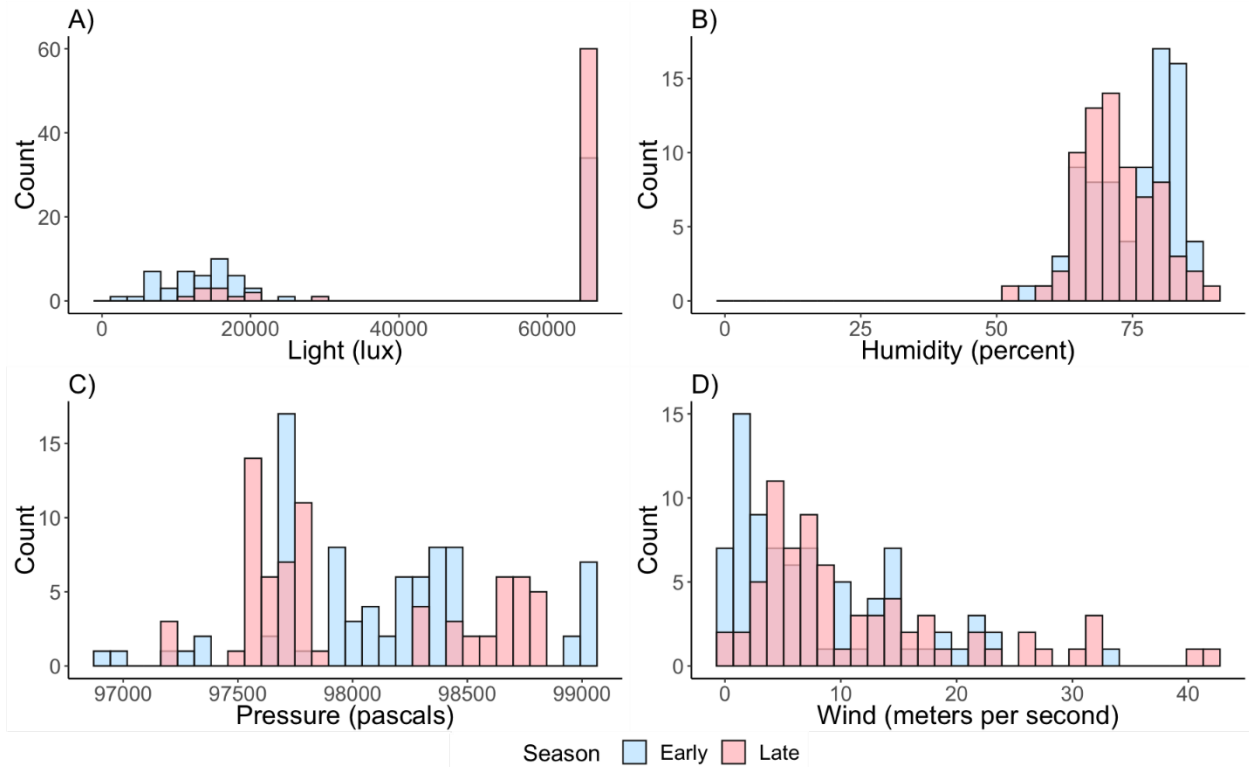 A)
60
40
20
0
Count
0 20000 40000 60000
Light (lux)
B)
15
10
5
0
Count
0 25 50 75
Humidity (percent)
C)
15
10
5
0
Count
97000 97500 98000 98500 99000
Pressure (pascals)
D)
15
10
5
0
Count
0 10 20 30 40
Wind (meters per second)
Season Early Late